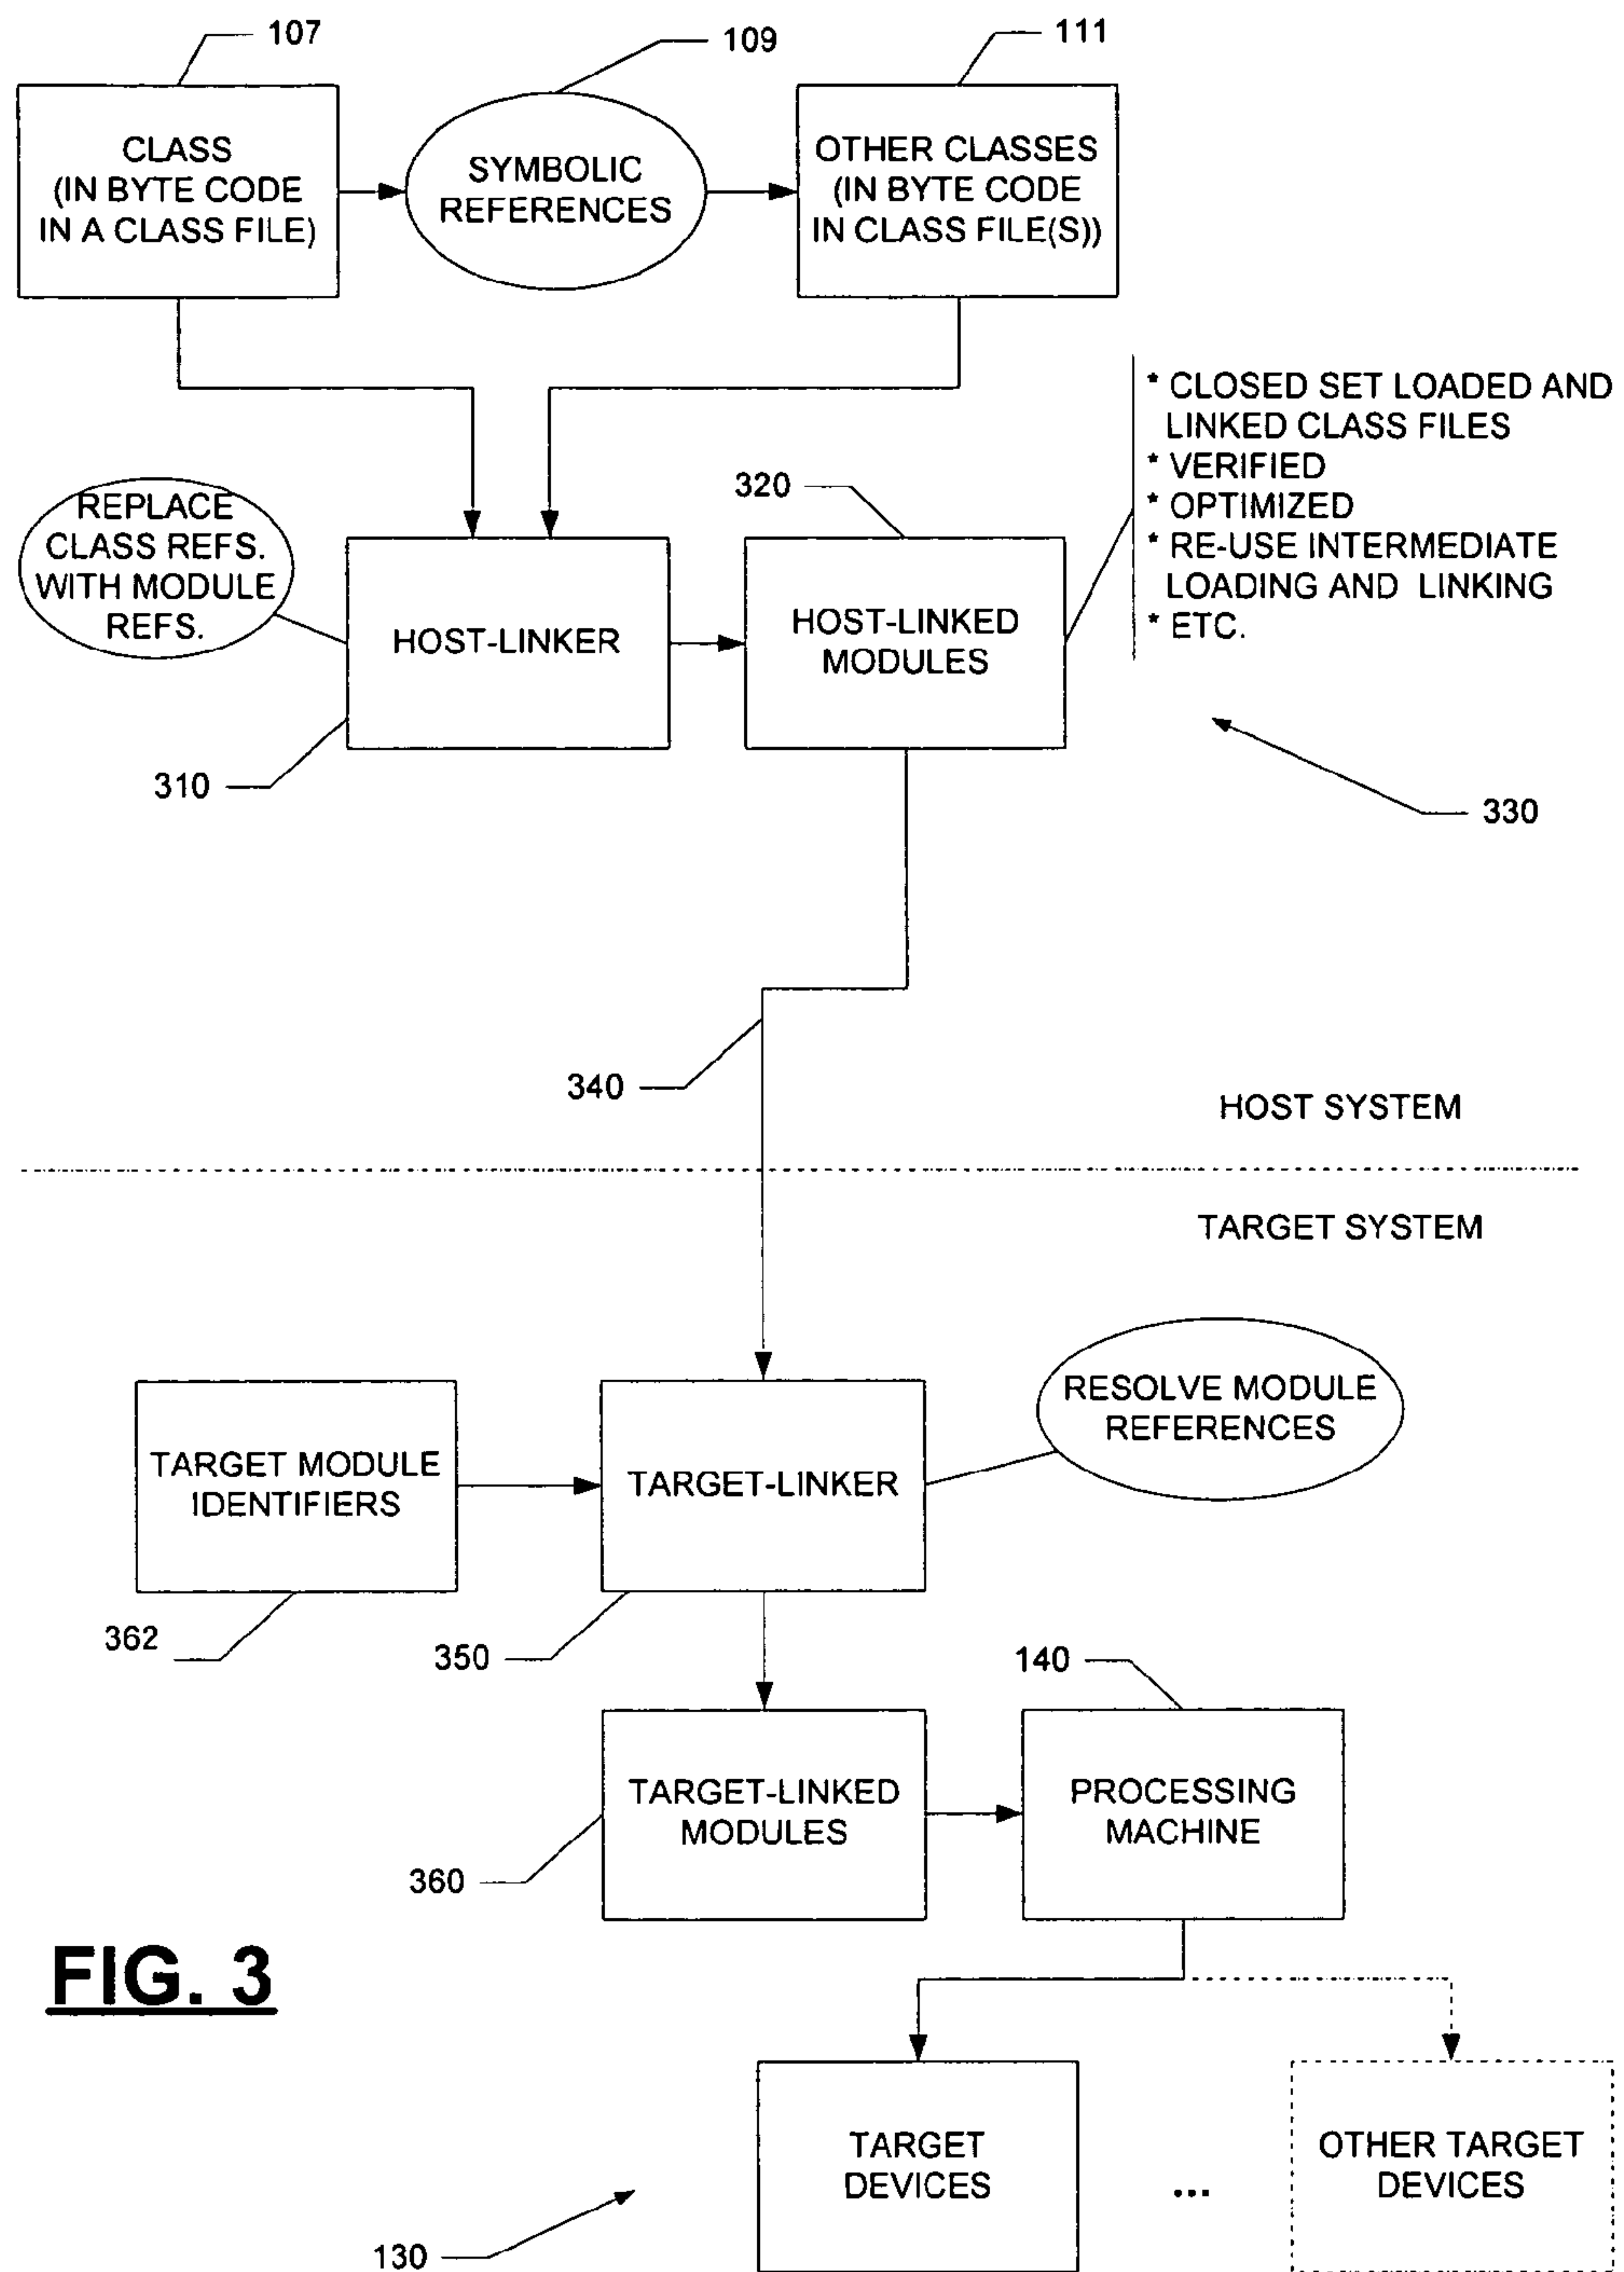 107
109
111
CLASS
(IN BYTE CODE
IN A CLASS FILE)
SYMBOLIC
REFERENCES
OTHER CLASSES
(IN BYTE CODE
IN CLASS FILE(S))
* CLOSED SET LOADED AND
LINKED CLASS FILES
* VERIFIED
* OPTIMIZED
* RE-USE INTERMEDIATE
LOADING AND LINKING
* ETC.
REPLACE
CLASS REFS.
WITH MODULE
REFS.
320
HOST-LINKER
HOST-LINKED
MODULES
310
330
340
HOST SYSTEM
TARGET SYSTEM
RESOLVE MODULE
REFERENCES
TARGET MODULE
IDENTIFIERS
TARGET-LINKER
362
350
140
TARGET-LINKED
MODULES
PROCESSING
MACHINE
360
FIG. 3
TARGET
DEVICES
...
OTHER TARGET
DEVICES
130